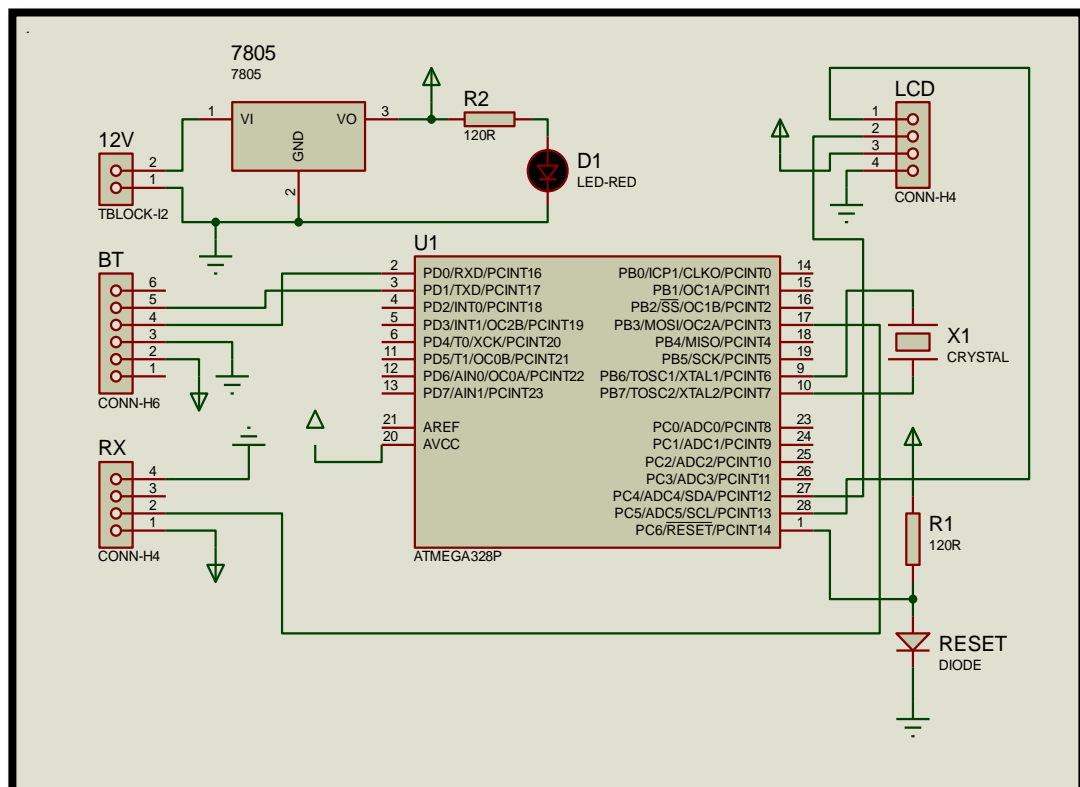 7805
7805
1
VI
VO
3
GND
2
R2
120R
12V
2
1
TBLOCK-I2
D1
LED-RED
LCD
1
2
3
4
CONN-H4
BT
6
5
4
3
2
1
CONN-H6
RX
4
3
2
1
CONN-H4
U1
2 PD0/RXD/PCINT16
3 PD1/TXD/PCINT17
4 PD2/INT0/PCINT18
5 PD3/INT1/OC2B/PCINT19
6 PD4/T0/XCK/PCINT20
11 PD5/T1/OC0B/PCINT21
12 PD6/AIN0/OC0A/PCINT22
13 PD7/AIN1/PCINT23
21 AREF
20 AVCC
PB0/ICP1/CLKO/PCINT0 14
PB1/OC1A/PCINT1 15
PB2/SS/OC1B/PCINT2 16
PB3/MOSI/OC2A/PCINT3 17
PB4/MISO/PCINT4 18
PB5/SCK/PCINT5 19
PB6/TOSC1/XTAL1/PCINT6 9
PB7/TOSC2/XTAL2/PCINT7 10
PC0/ADC0/PCINT8 23
PC1/ADC1/PCINT9 24
PC2/ADC2/PCINT10 25
PC3/ADC3/PCINT11 26
PC4/ADC4/SDA/PCINT12 27
PC5/ADC5/SCL/PCINT13 28
PC6/RESET/PCINT14 1
ATMEGA328P
X1
CRYSTAL
R1
120R
RESET
DIODE